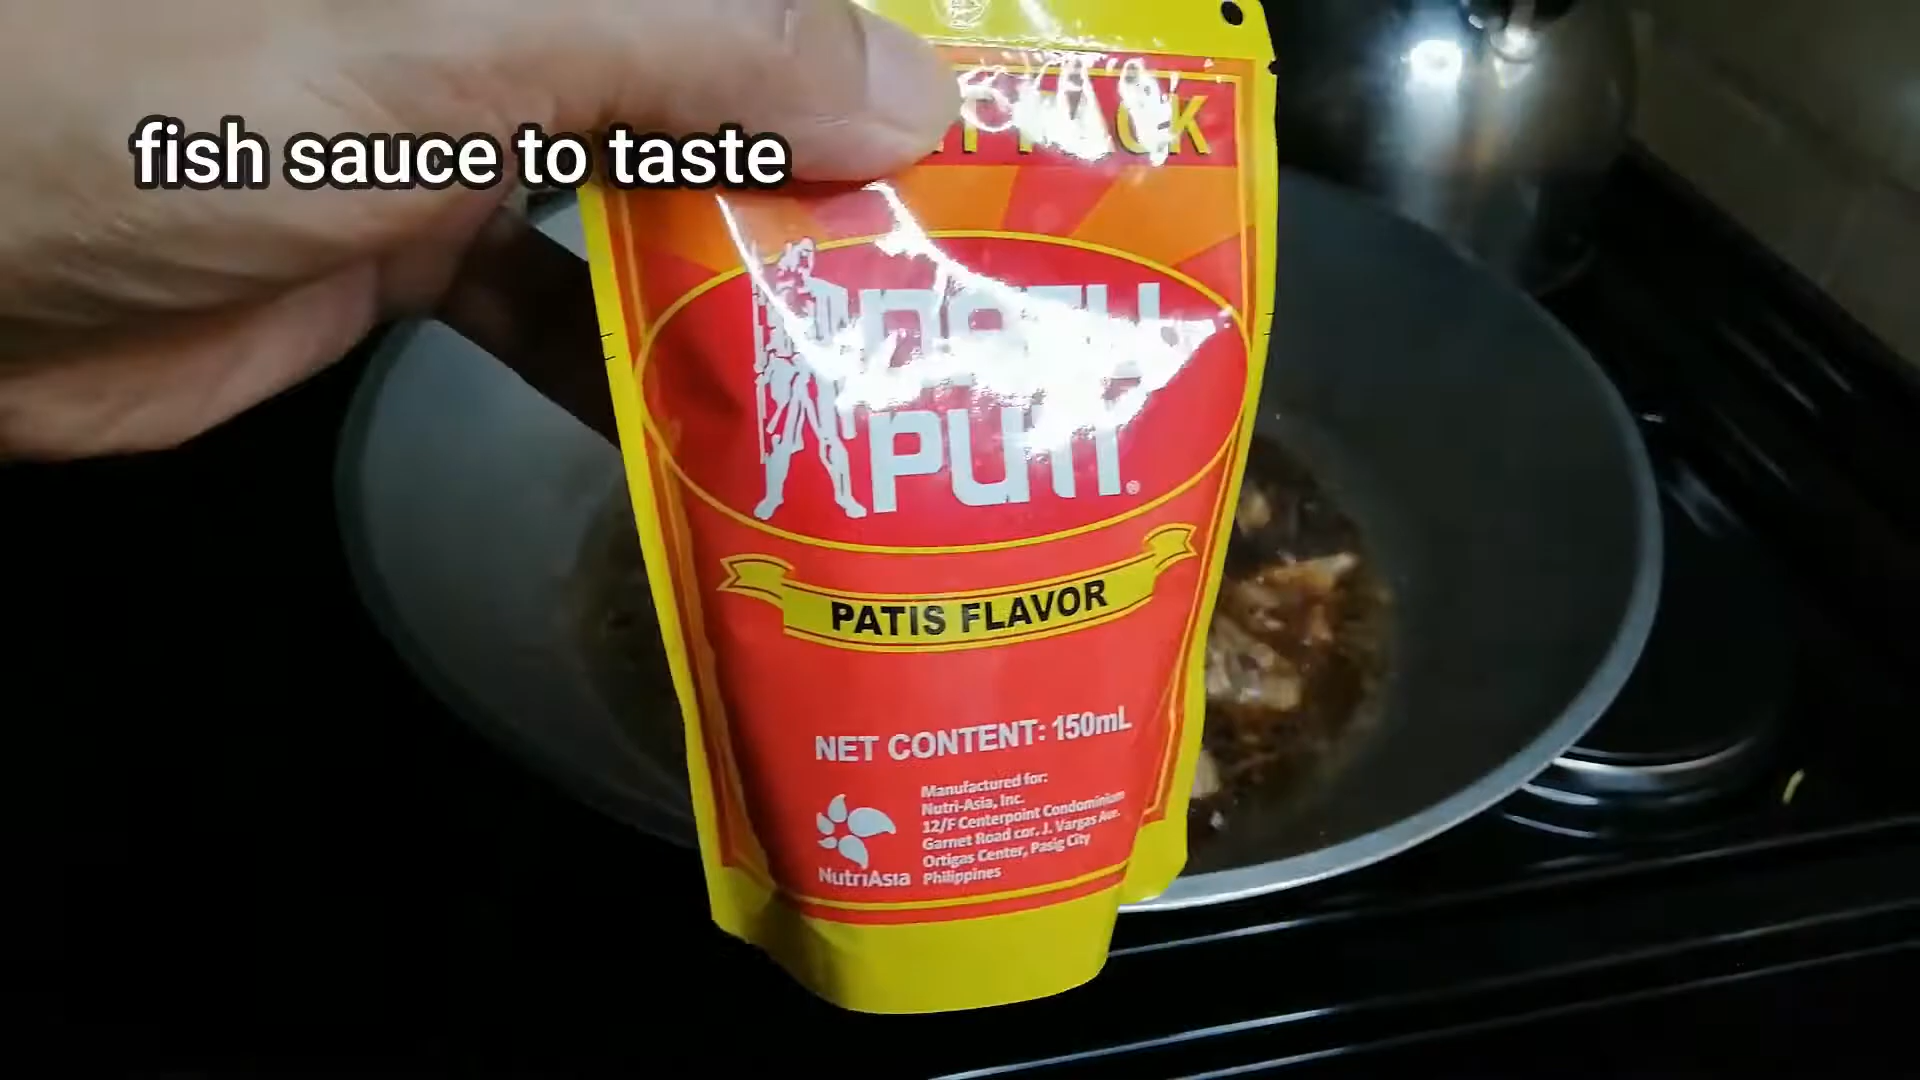 fish sauce to taste
PUTI
PATIS FLAVOR
NET CONTENT: 150mL
Manufactured for:
Nutri-Asia, Inc.
12/F Centerpoint Condominium
Garnet Road cor. J. Vargas Ave.
Ortigas Center, Pasig City
Philippines
NutriAsia